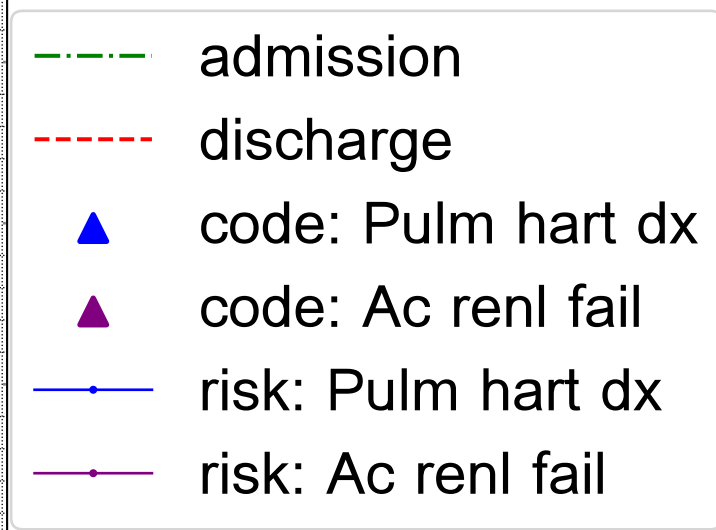 admission
discharge
code: Pulm hart dx
code: Ac renl fail
risk: Pulm hart dx
risk: Ac renl fail